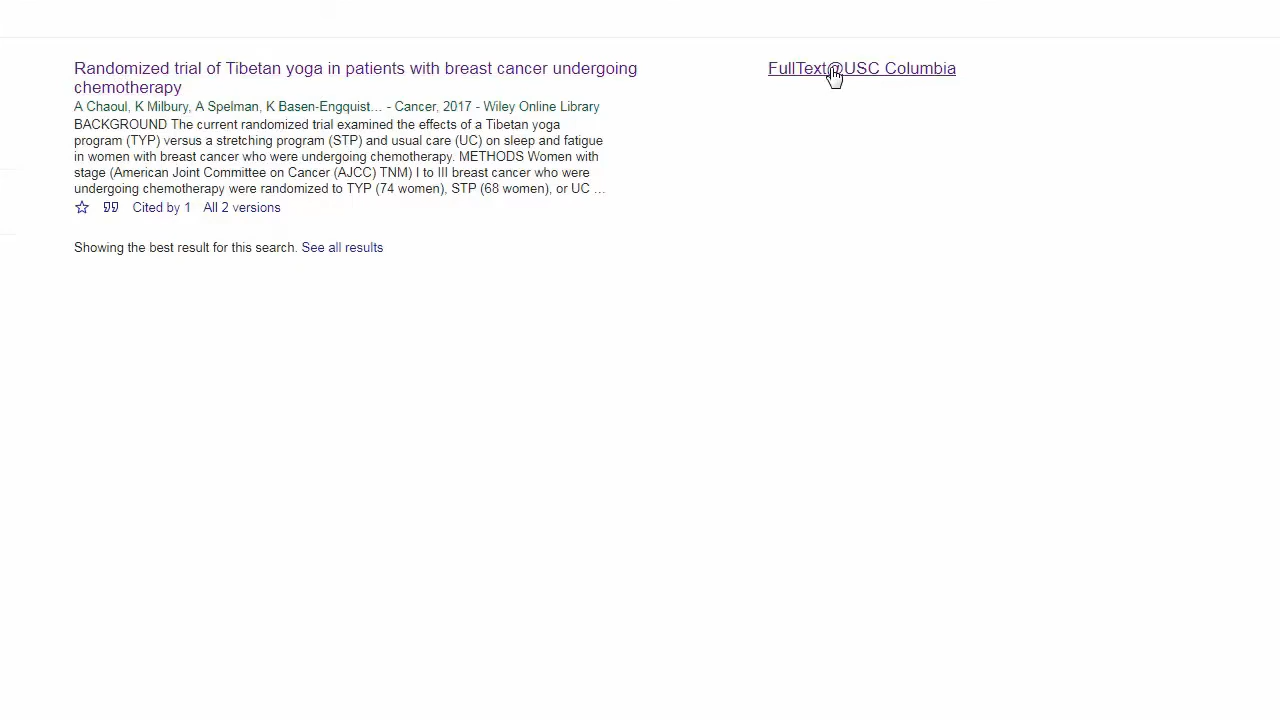 Randomized trial of Tibetan yoga in patients with breast cancer undergoing
chemotherapy
FullText@USC Columbia
A Chaoul, K Milbury, A Spelman, K Basen-Engquist… - Cancer, 2017 - Wiley Online Library
BACKGROUND The current randomized trial examined the effects of a Tibetan yoga
program (TYP) versus a stretching program (STP) and usual care (UC) on sleep and fatigue
in women with breast cancer who were undergoing chemotherapy. METHODS Women with
stage (American Joint Committee on Cancer (AJCC) TNM) I to III breast cancer who were
undergoing chemotherapy were randomized to TYP (74 women), STP (68 women), or UC …
Cited by 1 All 2 versions
Showing the best result for this search. See all results